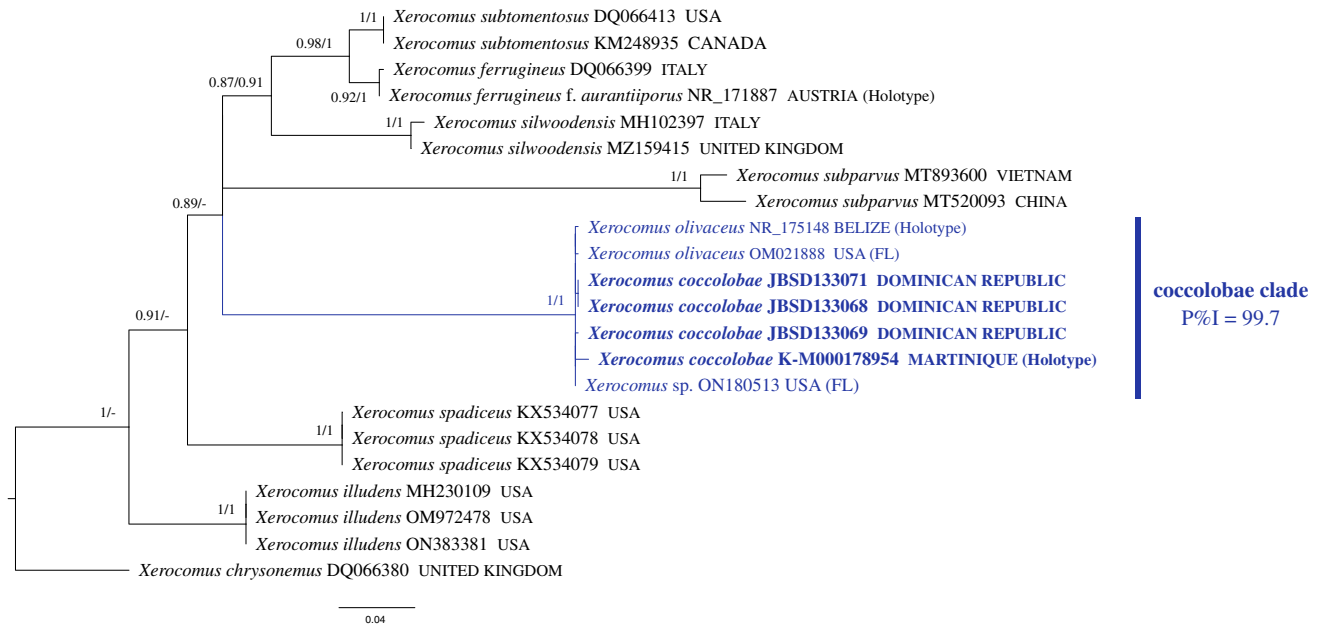 1/1
Xerocomus subtomentosus DQ066413 USA
0.98/1
Xerocomus subtomentosus KM248935 CANADA
Xerocomus ferrugineus DQ066399 ITALY
0.87/0.91
0.92/1
Xerocomus ferrugineus f. aurantiiporus NR_171887 AUSTRIA (Holotype)
1/1
Xerocomus silwoodensis MH102397 ITALY
Xerocomus silwoodensis MZ159415 UNITED KINGDOM
1/1
Xerocomus subparvus MT893600 VIETNAM
0.89/-
Xerocomus subparvus MT520093 CHINA
Xerocomus olivaceus NR_175148 BELIZE (Holotype)
Xerocomus olivaceus OM021888 USA (FL)
Xerocomus coccolobae JBSD133071 DOMINICAN REPUBLIC
1/1
Xerocomus coccolobae JBSD133068 DOMINICAN REPUBLIC
coccolobae clade
P%I = 99.7
0.91/-
Xerocomus coccolobae JBSD133069 DOMINICAN REPUBLIC
Xerocomus coccolobae K-M000178954 MARTINIQUE (Holotype)
Xerocomus sp. ON180513 USA (FL)
1/-
Xerocomus spadiceus KX534077 USA
1/1
Xerocomus spadiceus KX534078 USA
Xerocomus spadiceus KX534079 USA
Xerocomus illudens MH230109 USA
1/1
Xerocomus illudens OM972478 USA
Xerocomus illudens ON383381 USA
Xerocomus chrysonemus DQ066380 UNITED KINGDOM
0.04